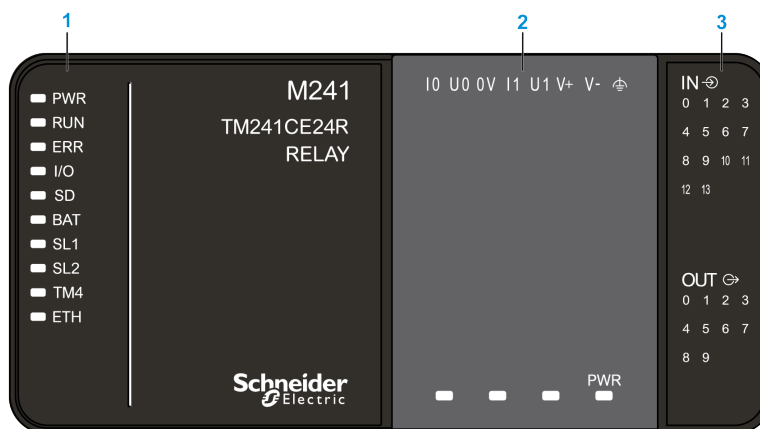 1 2 3
PWR
RUN
ERR
I/O
SD
BAT
SL1
SL2
TM4
ETH
M241
TM241CE24R
RELAY
Schneider
Electric
I0 U0 0V I1 U1 V+ V-
PWR
IN
0 1 2 3
4 5 6 7
8 9 10 11
12 13
OUT
0 1 2 3
4 5 6 7
8 9